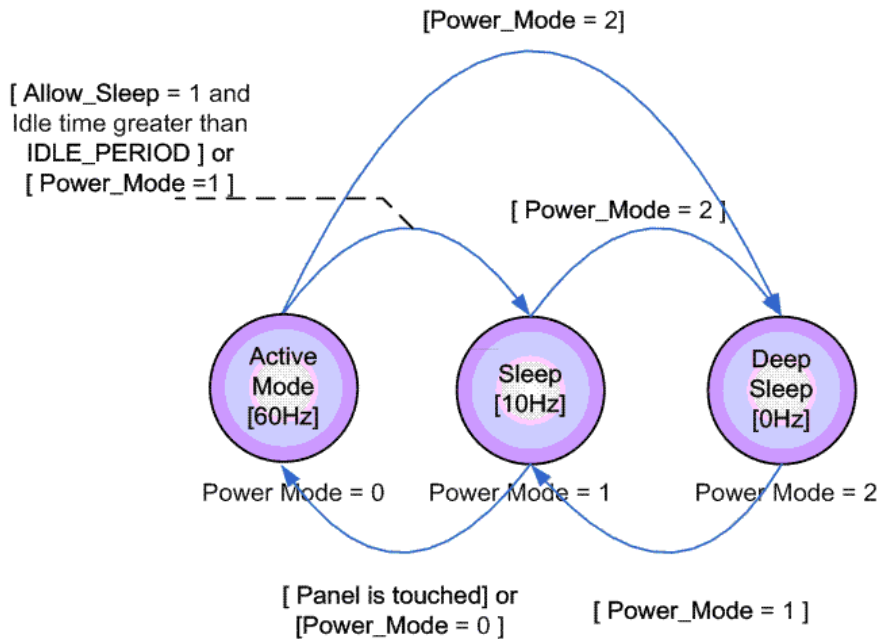 [Power_Mode = 2]
[ Allow_Sleep = 1 and
Idle time greater than
IDLE_PERIOD ] or
[ Power_Mode =1 ]
[ Power_Mode = 2 ]
Active
Mode
[60Hz]
Sleep
[10Hz]
Deep
Sleep
[0Hz]
Power Mode = 0
Power Mode = 1
Power Mode = 2
[ Panel is touched] or
[Power_Mode = 0 ]
[ Power_Mode = 1 ]